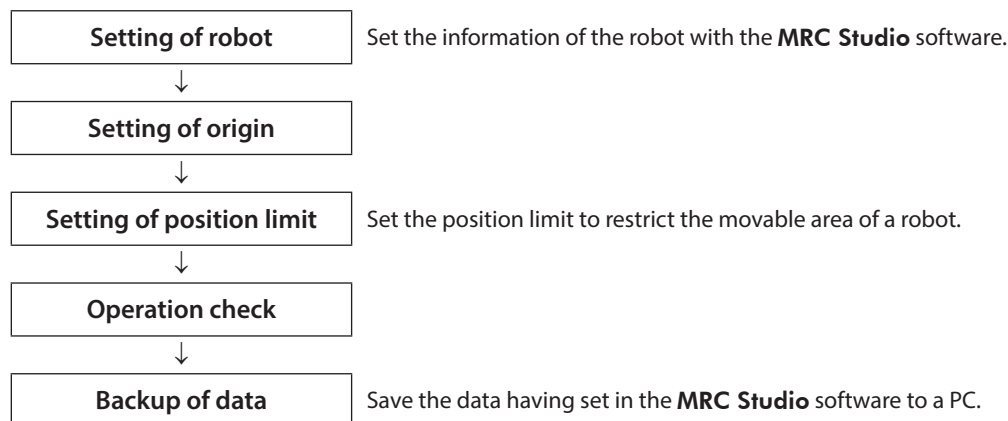 Setting of robot
Set the information of the robot with the MRC Studio software.
↓
Setting of origin
↓
Setting of position limit
Set the position limit to restrict the movable area of a robot.
↓
Operation check
↓
Backup of data
Save the data having set in the MRC Studio software to a PC.